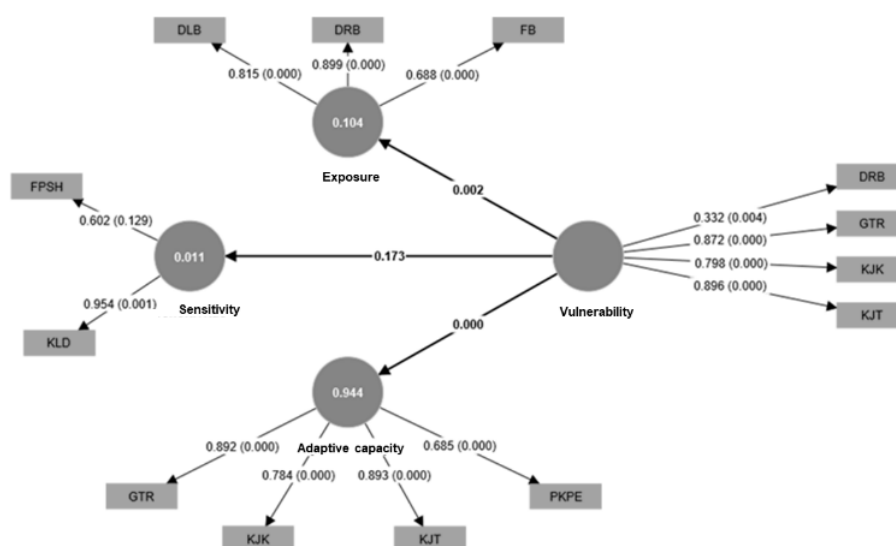 DLB
DRB
FB
0.815 (0.000)
0.899 (0.000)
0.688 (0.000)
0.104
Exposure
FPSH
0.602 (0.129)
0.011
Sensitivity
0.954 (0.001)
KLD
0.002
0.173
0.000
Vulnerability
DRB
0.332 (0.004)
GTR
0.872 (0.000)
KJK
0.798 (0.000)
0.896 (0.000)
KJT
0.944
Adaptive capacity
0.892 (0.000)
0.784 (0.000)
0.893 (0.000)
0.685 (0.000)
GTR
KJK
KJT
PKPE